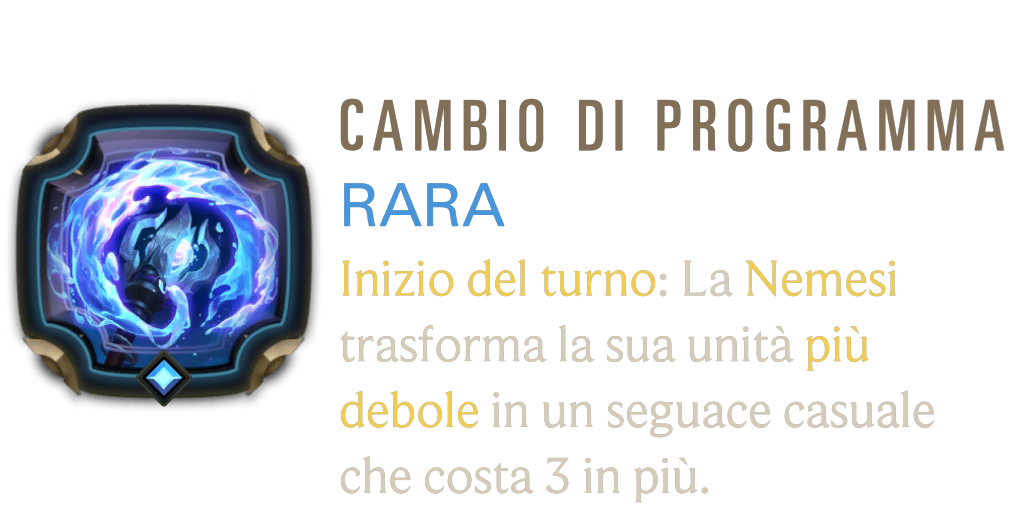 CAMBIO DI PROGRAMMA
RARA
Inizio del turno: La Nemesi
trasforma la sua unità più
debole in un seguace casuale
che costa 3 in più.